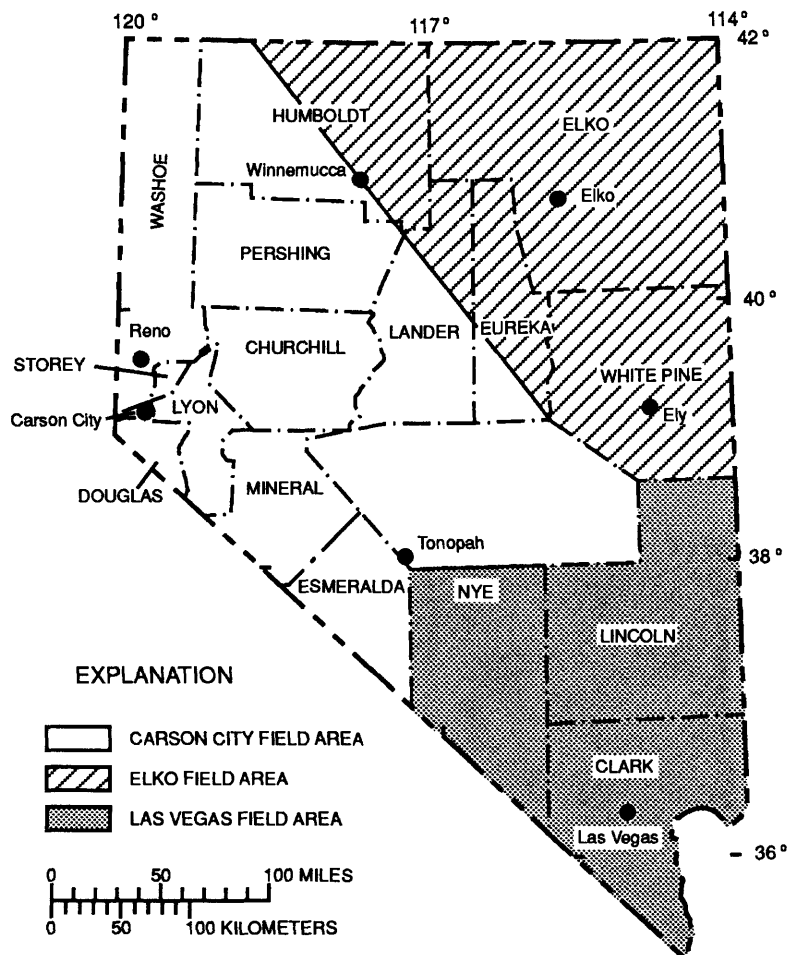 120°
117°
114°
42°
HUMBOLDT
ELKO
WASHOE
Winnemucca
Elko
PERSHING
40°
Reno
CHURCHILL
LANDER
EUREKA
STOREY
LYON
WHITE PINE
Carson City
Ely
DOUGLAS
MINERAL
Tonopah
38°
ESMERALDA
NYE
LINCOLN
EXPLANATION
CARSON CITY FIELD AREA
ELKO FIELD AREA
LAS VEGAS FIELD AREA
CLARK
Las Vegas
36°
0 50 100 MILES
0 50 100 KILOMETERS